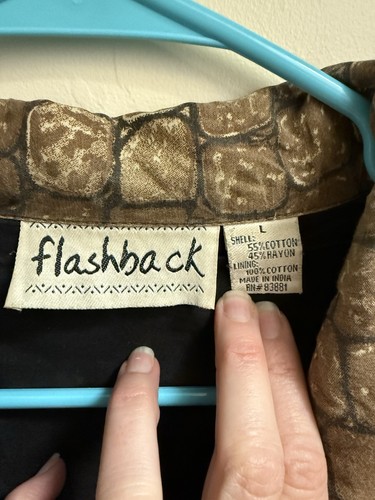 flashback
L
SHELL:
55%COTTON
45%RAYON
LINING:
100%COTTON
MADE IN INDIA
RN#83881